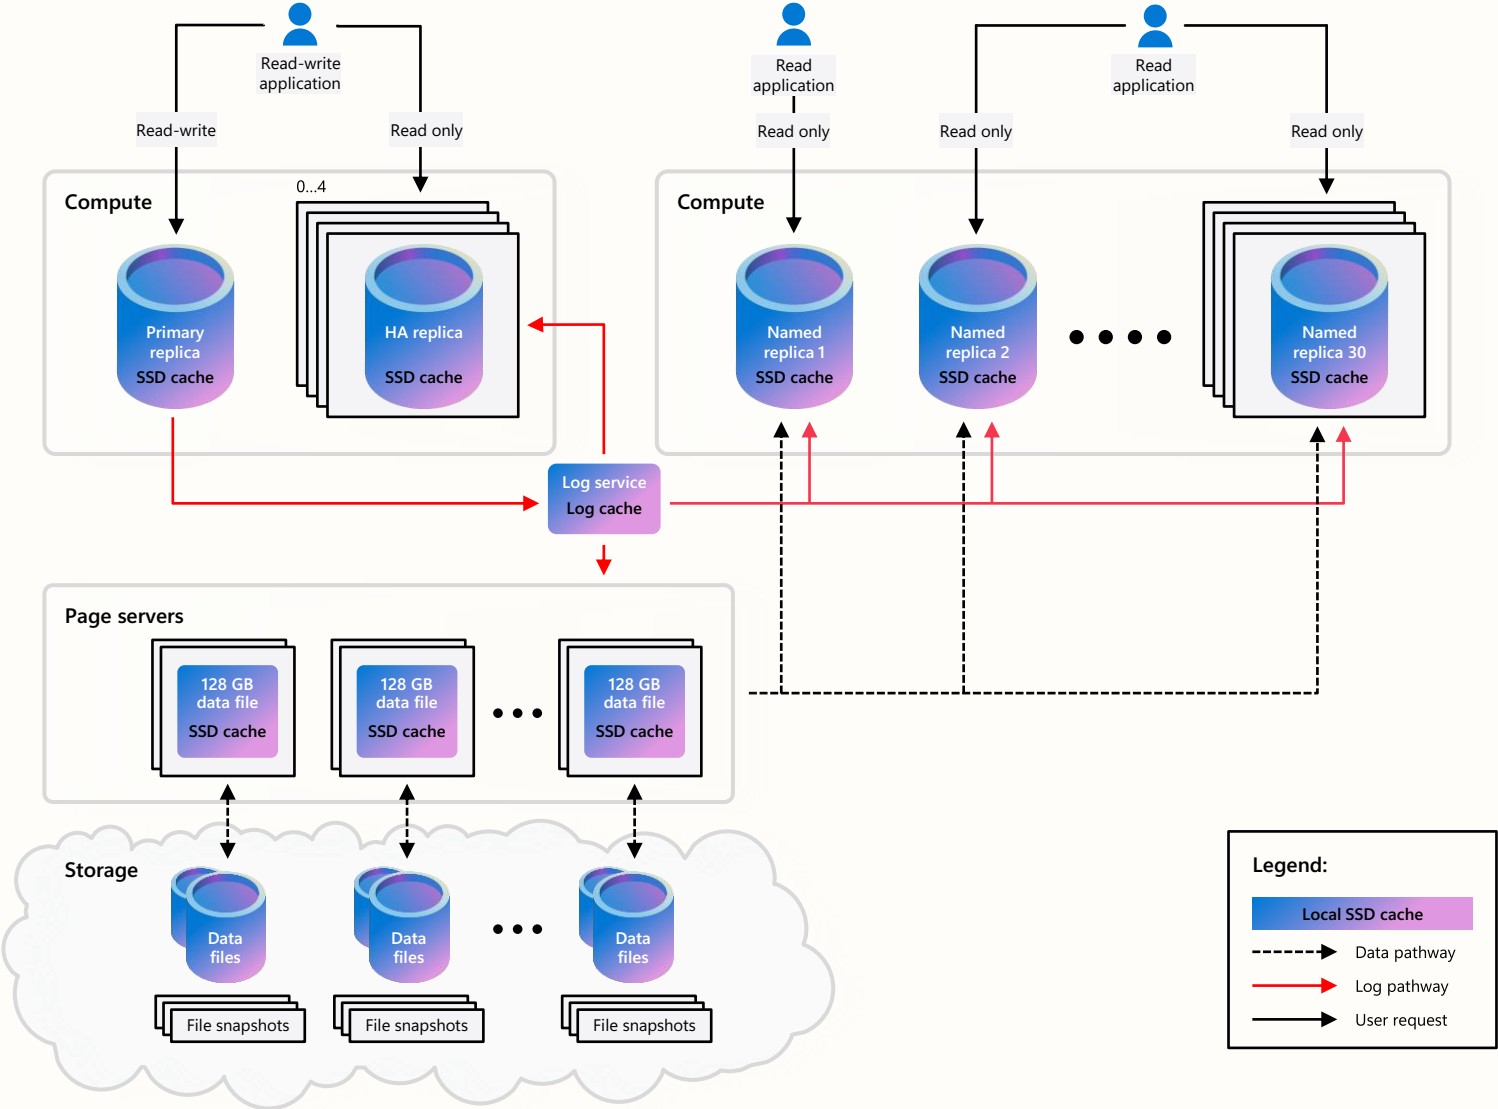 Read-write
application
Read
application
Read
application
Read-write
Read only
Read only
Read only
Read only
Compute
0...4
Primary
replica
SSD cache
HA replica
SSD cache
Compute
Named
replica 1
SSD cache
Named
replica 2
SSD cache
Named
replica 30
SSD cache
Log service
Log cache
Page servers
128 GB
data file
SSD cache
128 GB
data file
SSD cache
128 GB
data file
SSD cache
Storage
Data
files
Data
files
Data
files
File snapshots
File snapshots
File snapshots
Legend:
Local SSD cache
Data pathway
Log pathway
User request